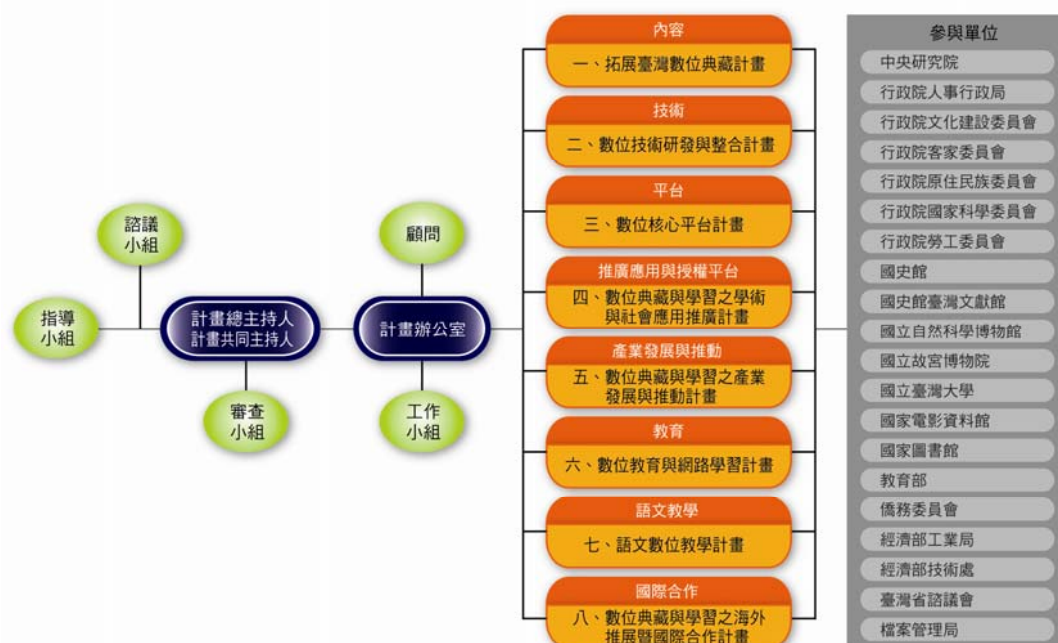 指導
小組
諮議
小組
計畫總主持人
計畫共同主持人
審查
小組
顧問
計畫辦公室
工作
小組
內容
一、拓展臺灣數位典藏計畫
技術
二、數位技術研發與整合計畫
平台
三、數位核心平台計畫
推廣應用與授權平台
四、數位典藏與學習之學術
與社會應用推廣計畫
產業發展與推動
五、數位典藏與學習之產業
發展與推動計畫
教育
六、數位教育與網路學習計畫
語文教學
七、語文數位教學計畫
國際合作
八、數位典藏與學習之海外
推展暨國際合作計畫
參與單位
中央研究院
行政院人事行政局
行政院文化建設委員會
行政院客家委員會
行政院原住民族委員會
行政院國家科學委員會
行政院勞工委員會
國史館
國史館臺灣文獻館
國立自然科學博物館
國立故宮博物院
國立臺灣大學
國家電影資料館
國家圖書館
教育部
僑務委員會
經濟部工業局
經濟部技術處
臺灣省諮議會
檔案管理局